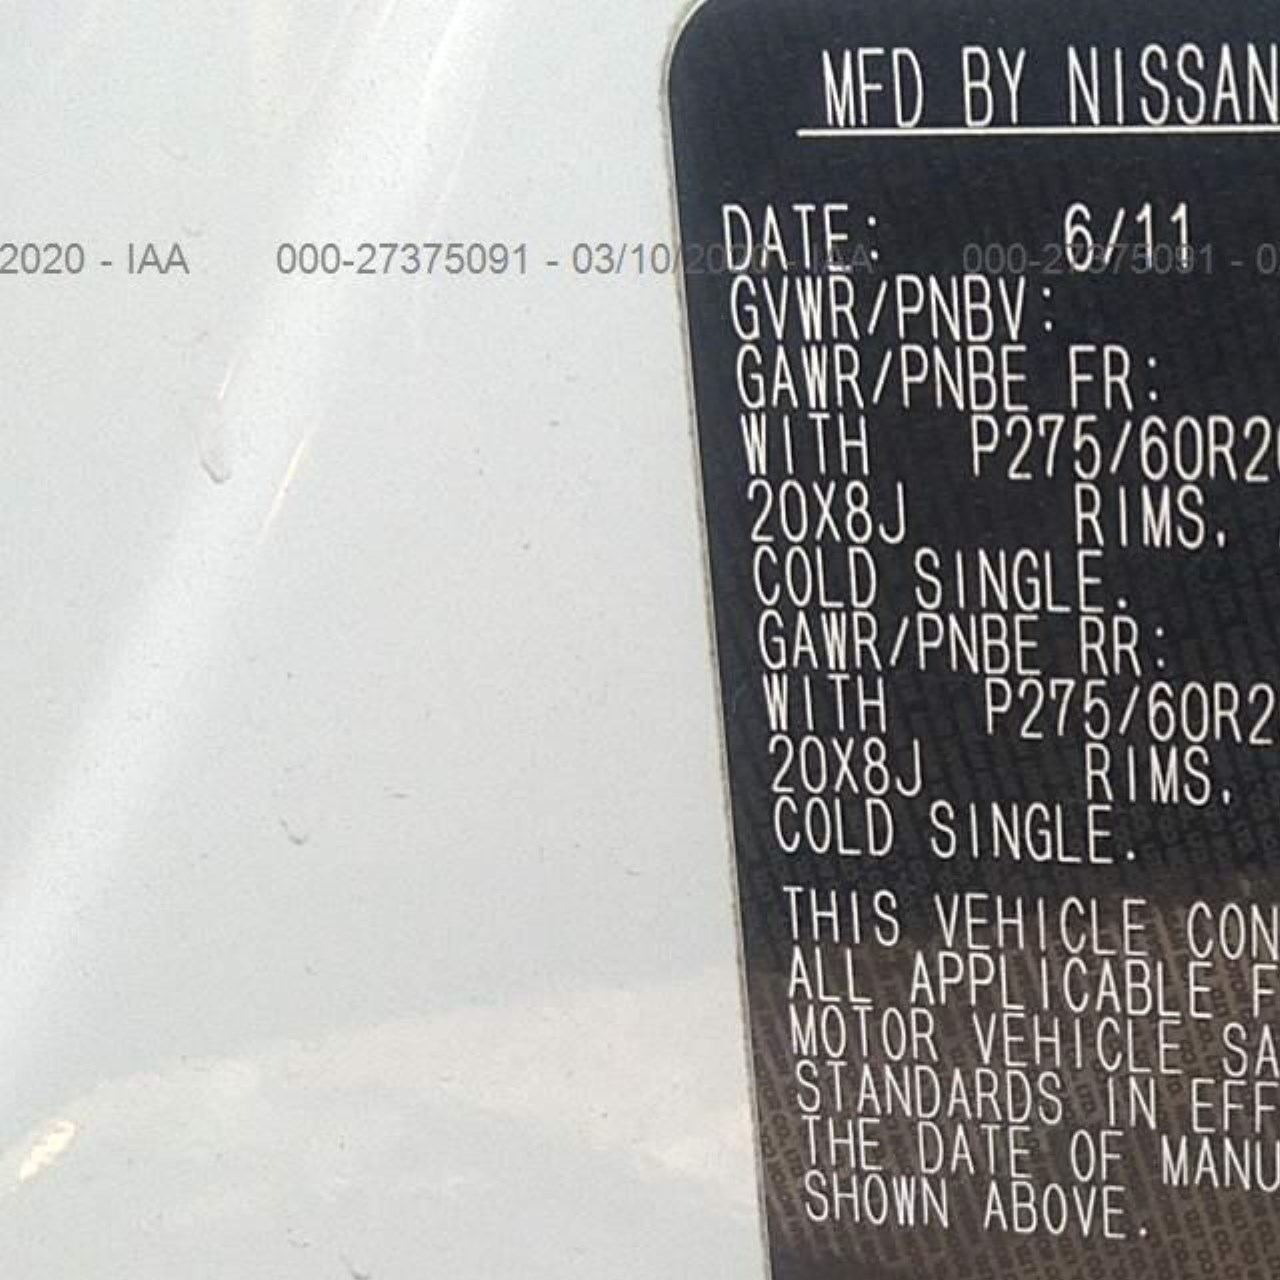 MFD BY NISSAN
DATE: 6/11
2020 - IAA 000-27375091 - 03/10/2020 - IAA 000-27375091 - 0
GVWR/PNBV:
GAWR/PNBE FR:
WITH P275/60R20
20X8J RIMS.
COLD SINGLE.
GAWR/PNBE RR:
WITH P275/60R2
20X8J RIMS,
COLD SINGLE.
THIS VEHICLE CON
ALL APPLICABLE F
MOTOR VEHICLE SA
STANDARDS IN EFF
THE DATE OF MANU
SHOWN ABOVE.